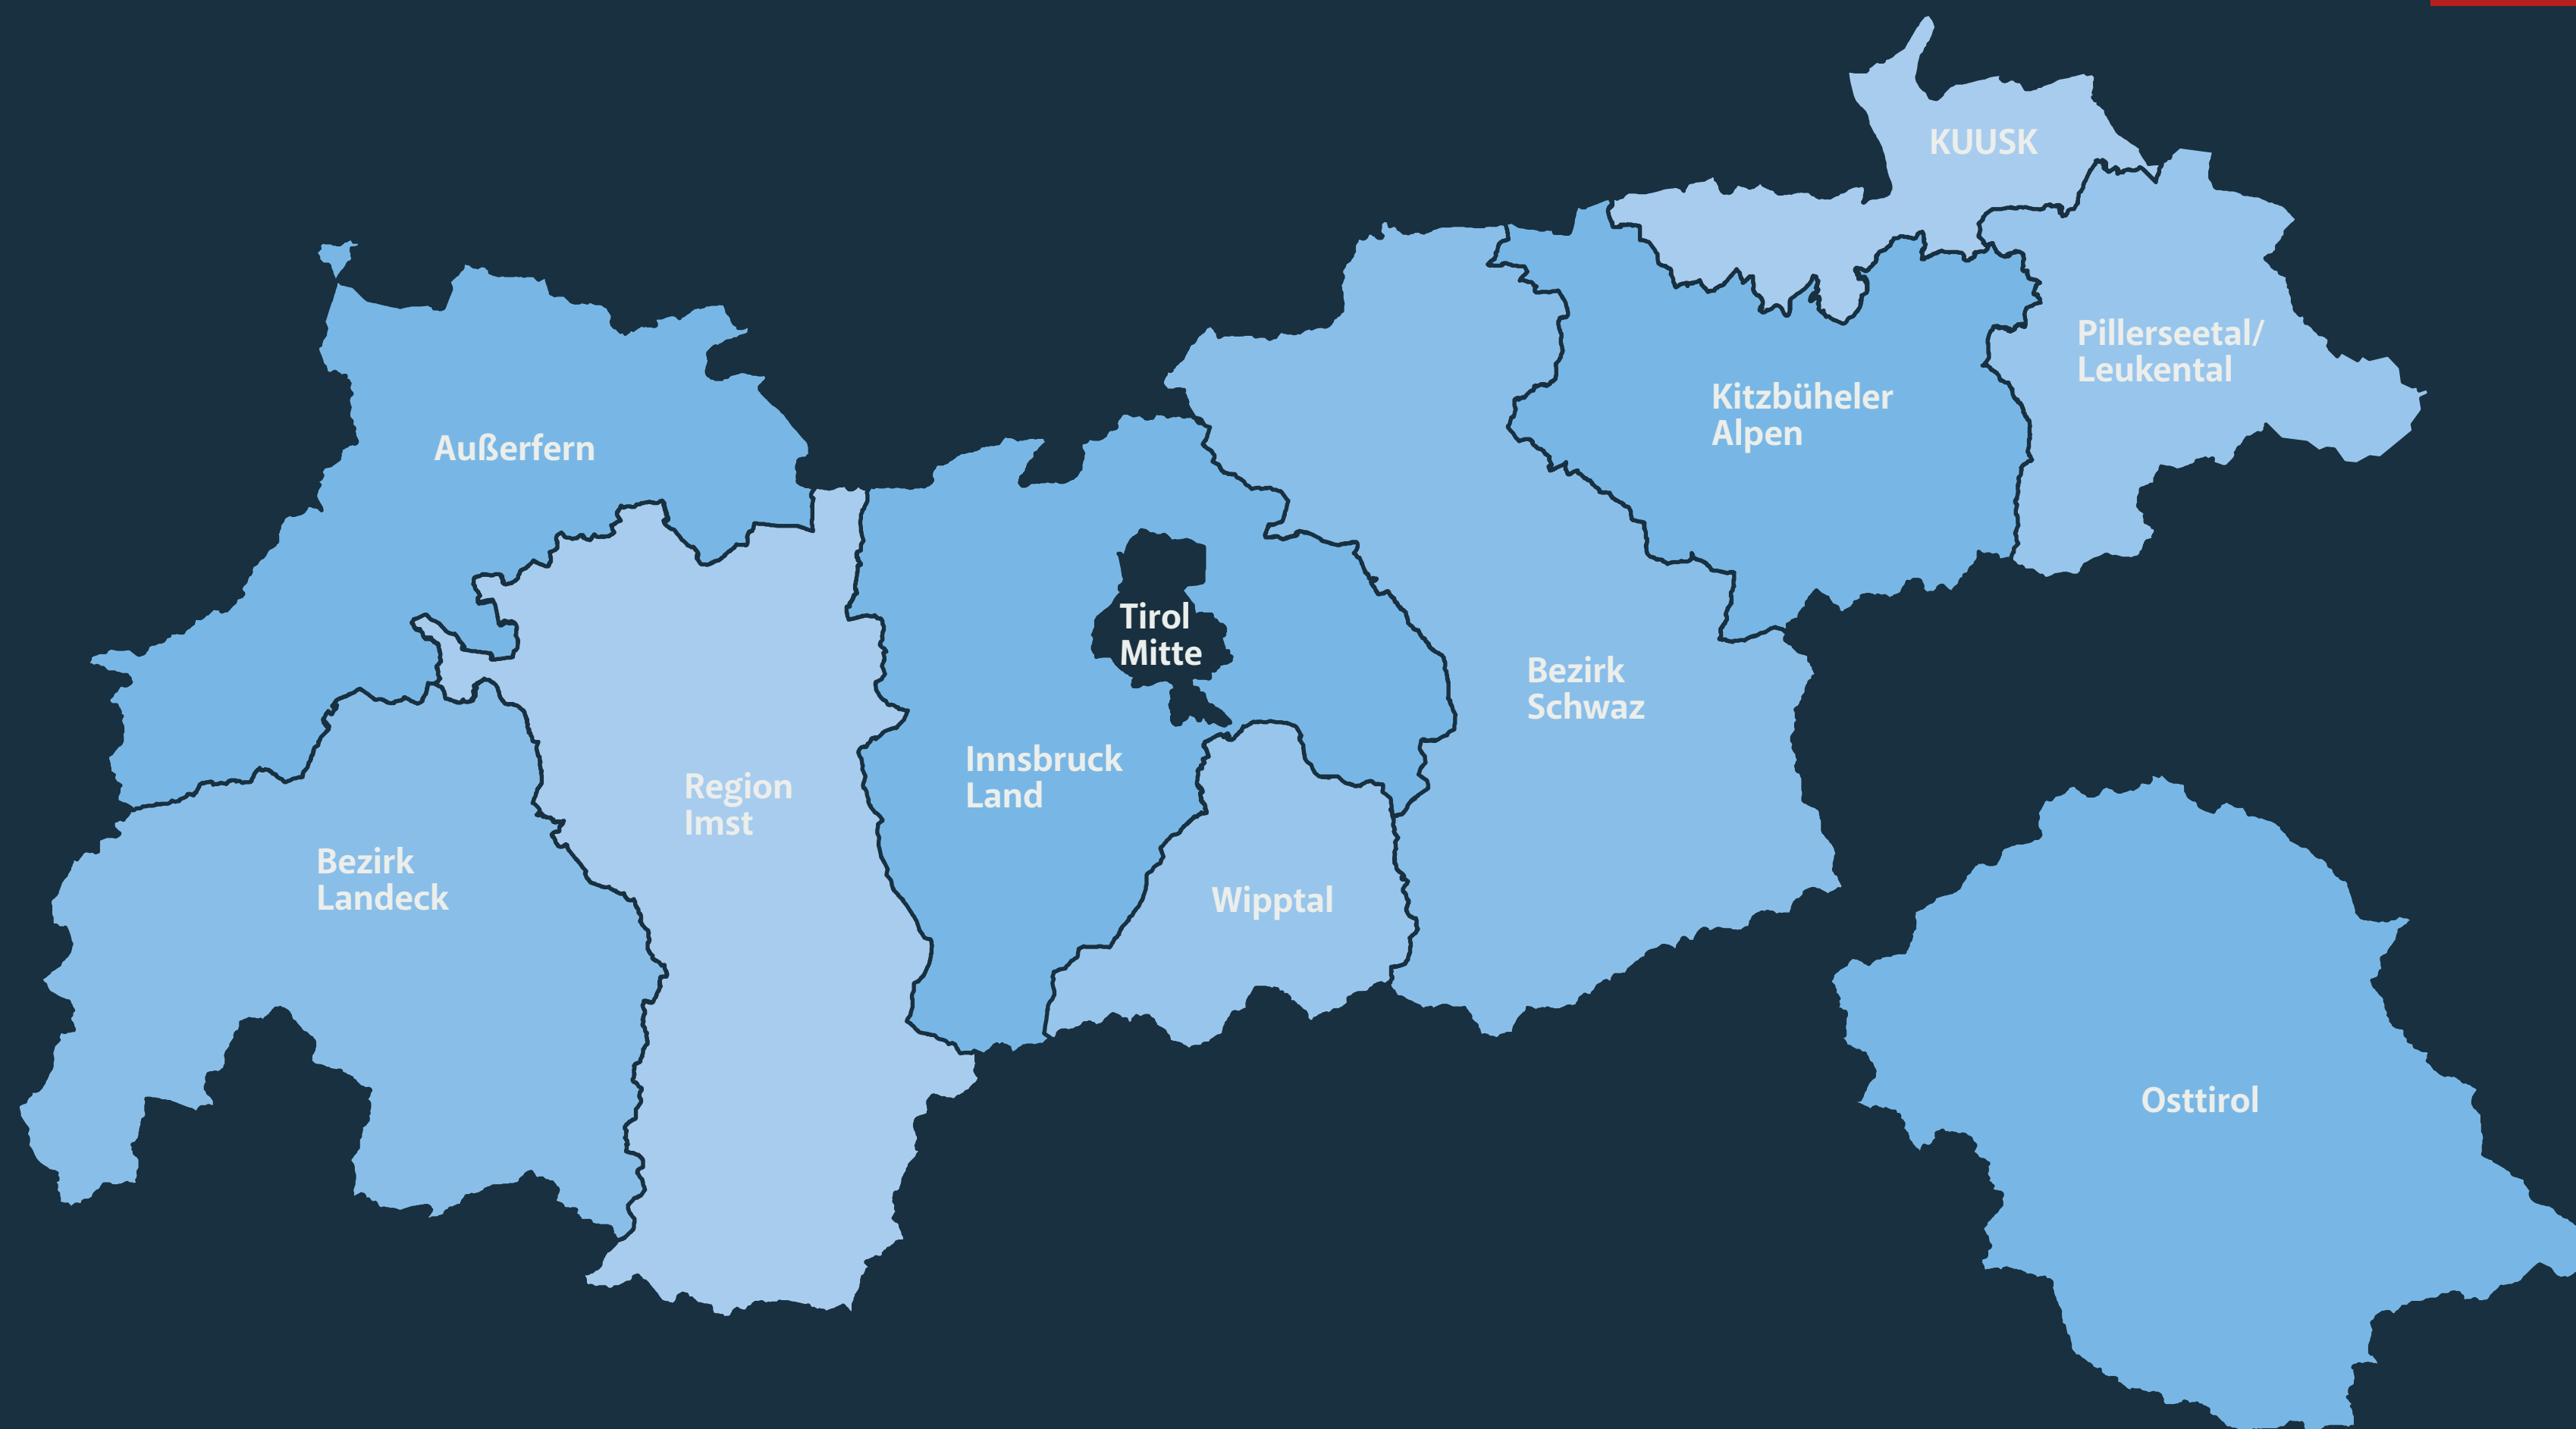 KUUSK
Pillerseetal/
Leukental
Kitzbüheler
Alpen
Außerfern
Tirol
Mitte
Bezirk
Schwaz
Innsbruck
Land
Region
Imst
Bezirk
Landeck
Wipptal
Osttirol